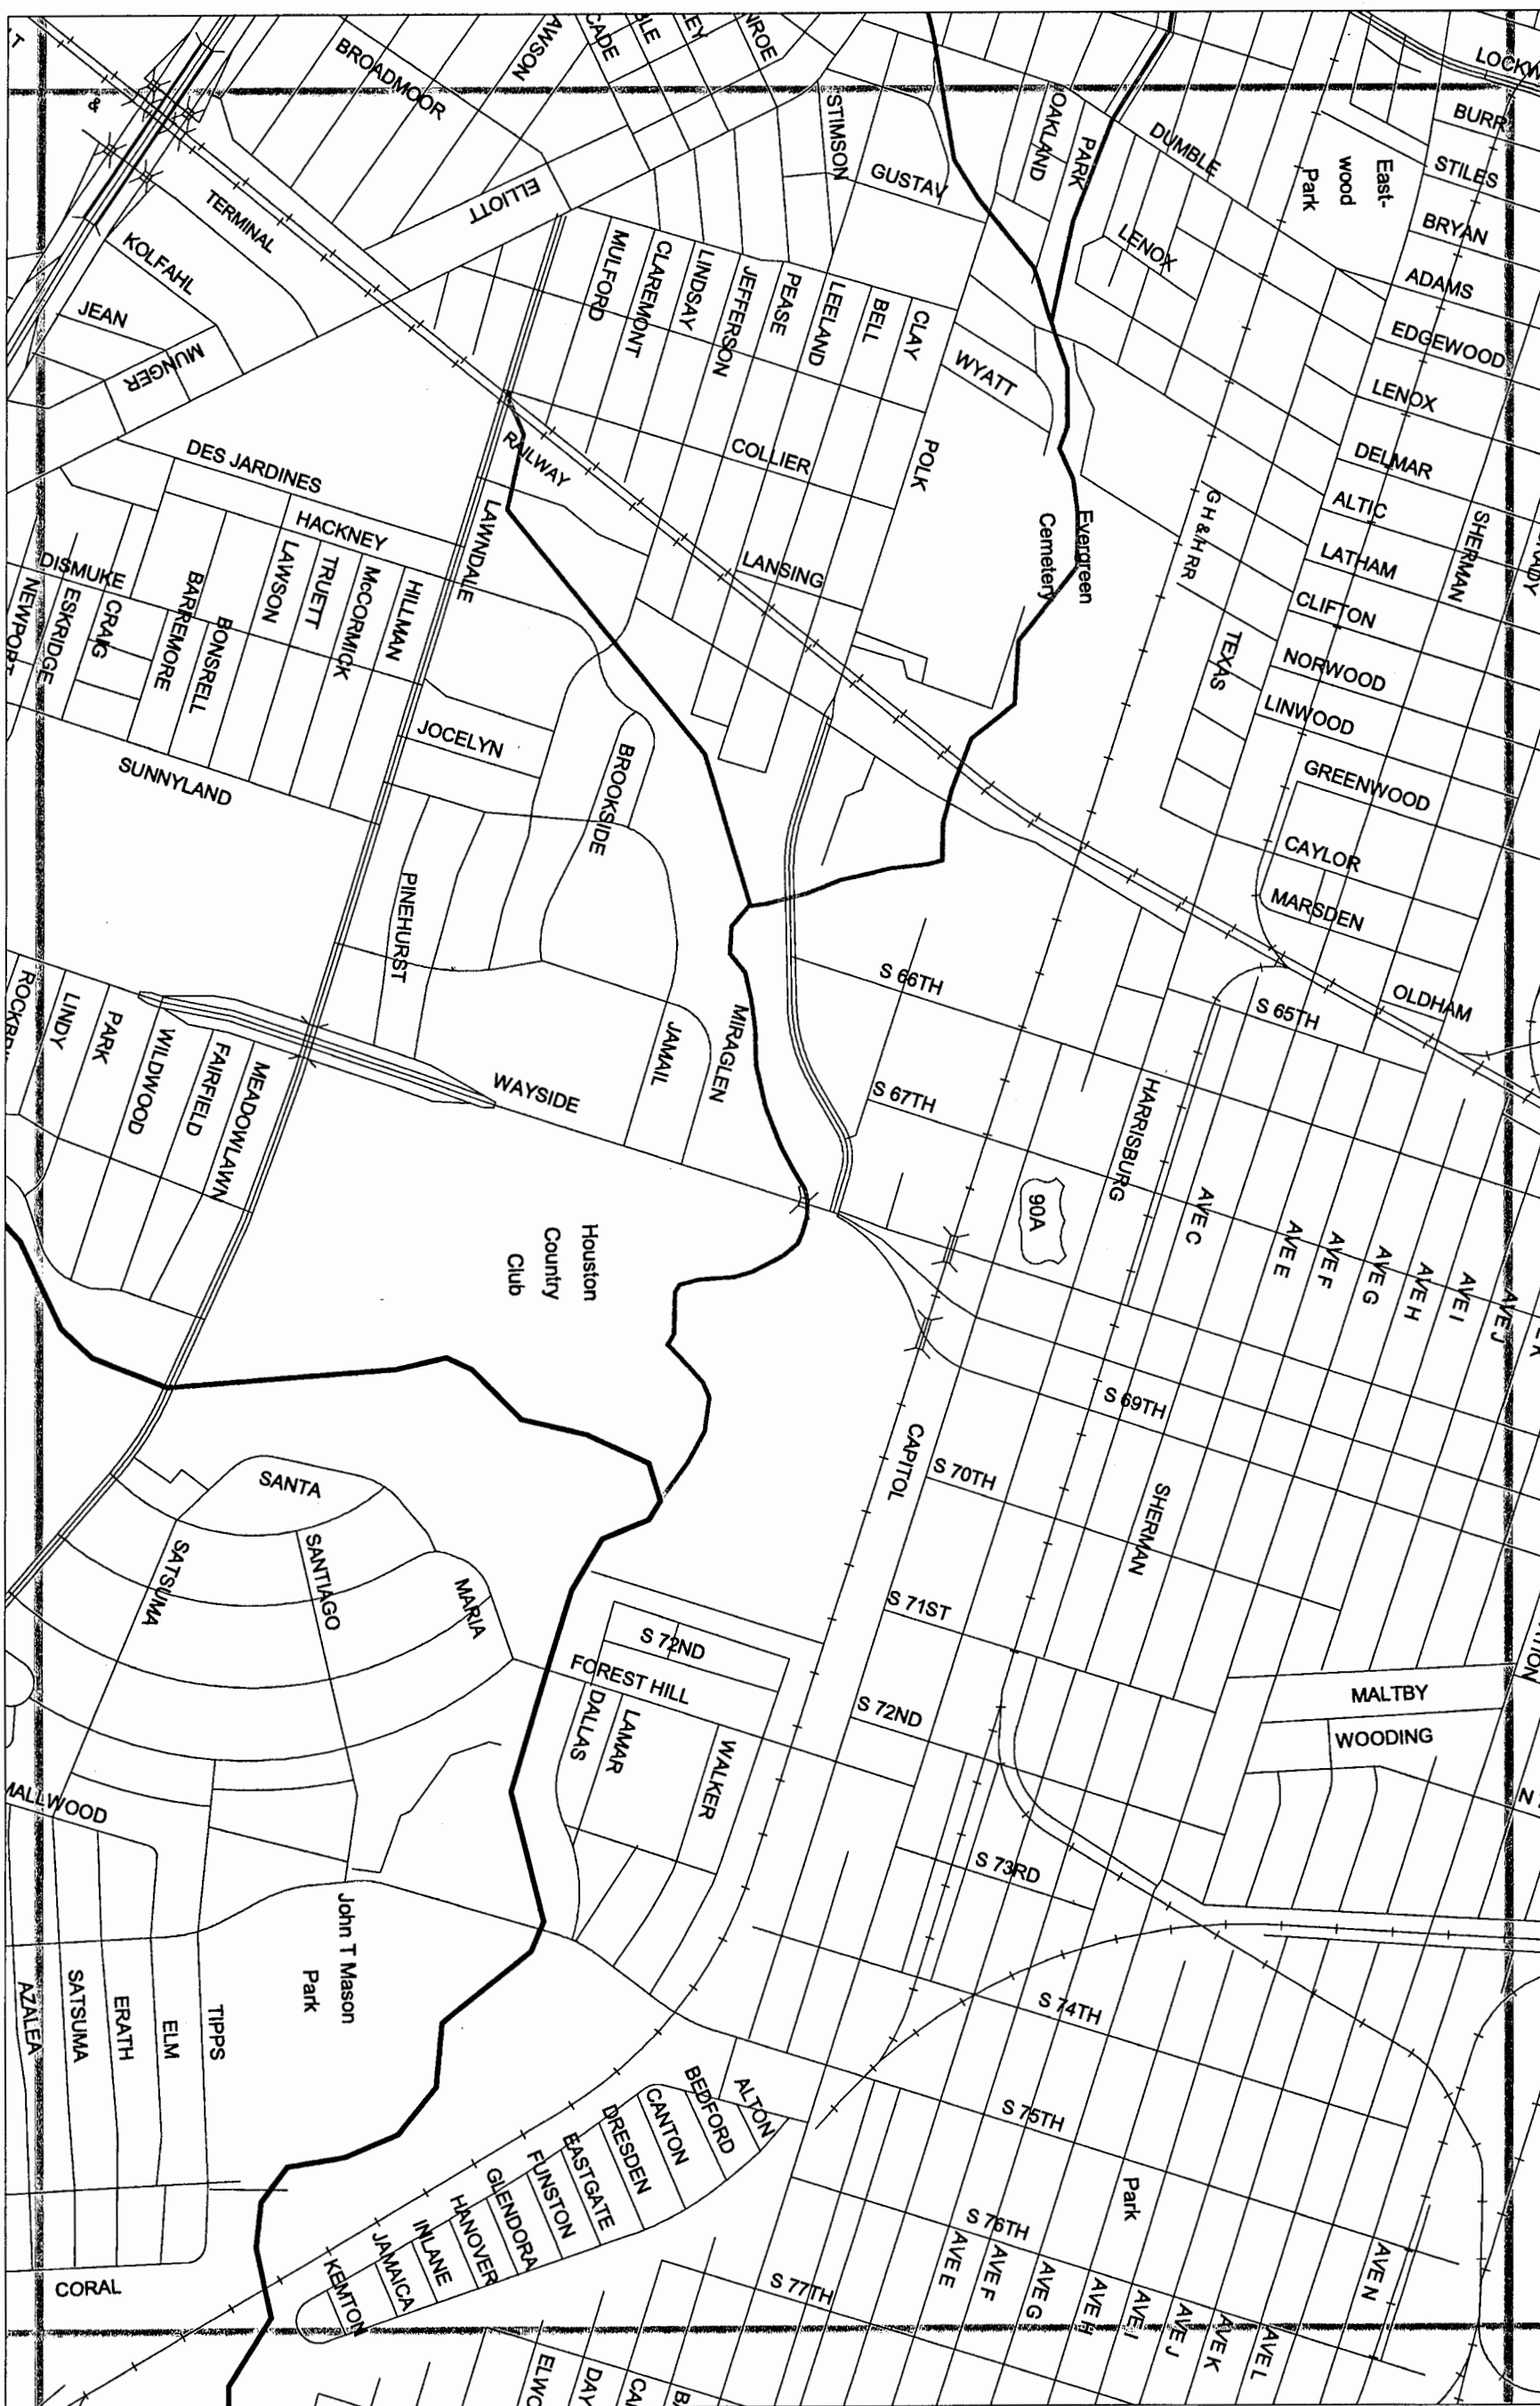 LOCKW
BROADMOOR
AWSON
CADE
BLE
LEY
NROE
&
STIMSON
GUSTAV
OAKLAND
PARK
DUMBLE
East-
wood
Park
BURR
STILES
BRYAN
ADAMS
EDGEWOOD
LENOX
LENOX
ELLIOTT
TERMINAL
KOLFAHL
JEAN
MUNGER
MULFORD
CLAREMONT
LINDSAY
JEFFERSON
PEASE
LEELAND
BELL
CLAY
WYATT
DELMAR
ALTIC
SHERMAN
LATHAM
CLIFTON
NORWOOD
LINWOOD
GREENWOOD
CAYLOR
MARSDEN
OLDHAM
RAILWAY
COLLIER
POLK
Evergreen
Cemetery
G H & H RR
TEXAS
LANSING
DES JARDINES
HACKNEY
LAWNDALE
LAWSON
TRUETT
McCORMICK
HILLMAN
DISMUKE
NEWPORT
ESKRIDGE
CRAIG
BARREMORE
BONSRELL
SUNNYLAND
JOCELYN
BROOKSIDE
PINEHURST
LINDY
PARK
WILDWOOD
FAIRFIELD
MEADOWLAWN
WAYSIDE
JAMAIL
MIRAGLEN
S 66TH
S 65TH
S 67TH
HARRISBURG
90A
AVE C
AVE E
AVE F
AVE G
AVE H
AVE I
AVE J
Houston
Country
Club
S 69TH
CAPITOL
S 70TH
SHERMAN
S 71ST
SANTA
SATSUMA
SANTIAGO
MARIA
S 72ND
FOREST HILL
DALLAS
LAMAR
WALKER
S 72ND
MALTBY
WOODING
S 73RD
MALLWOOD
John T Mason
Park
AZALEA
SATSUMA
ERATH
ELM
TIPPS
S 74TH
S 75TH
ALTON
BEDFORD
CANTON
DRESDEN
EASTGATE
FUNSTON
GLENDORA
HANOVER
INLANE
JAMAICA
KEMTON
Park
S 76TH
S 77TH
AVE E
AVE F
AVE G
AVE H
AVE I
AVE J
AVE K
AVE L
AVE N
CORAL
ELWO
DAY
CA